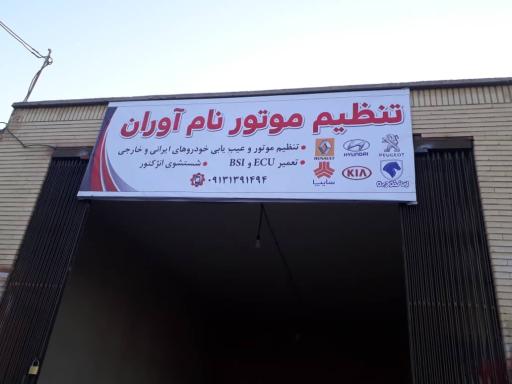 تنظیم موتور نام آوران
• تنظیم موتور و عیب یابی خودروهای ایرانی و خارجی
• تعمیر ECU و BSI • شستشوی انژکتور
۰۹۱۳۱۳۹۱۴۹۴
RENAULT HYUNDAI PEUGEOT
سایپا KIA ایران خودرو